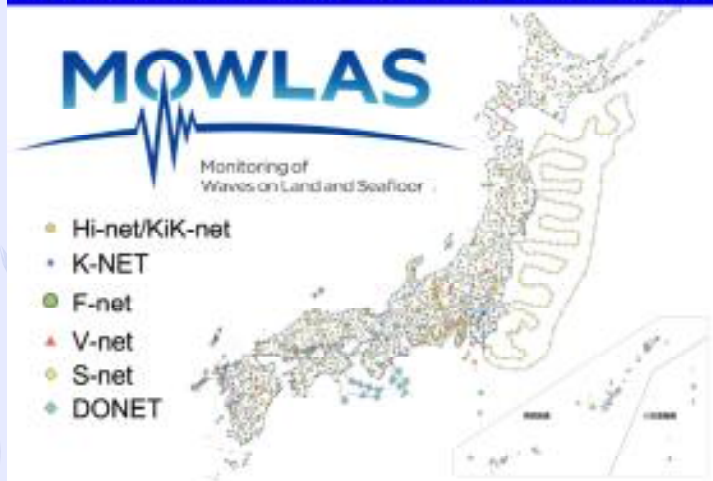 MOWLAS
Monitoring of
Waves on Land and Seafloor
Hi-net/KiK-net
K-NET
F-net
V-net
S-net
DONET